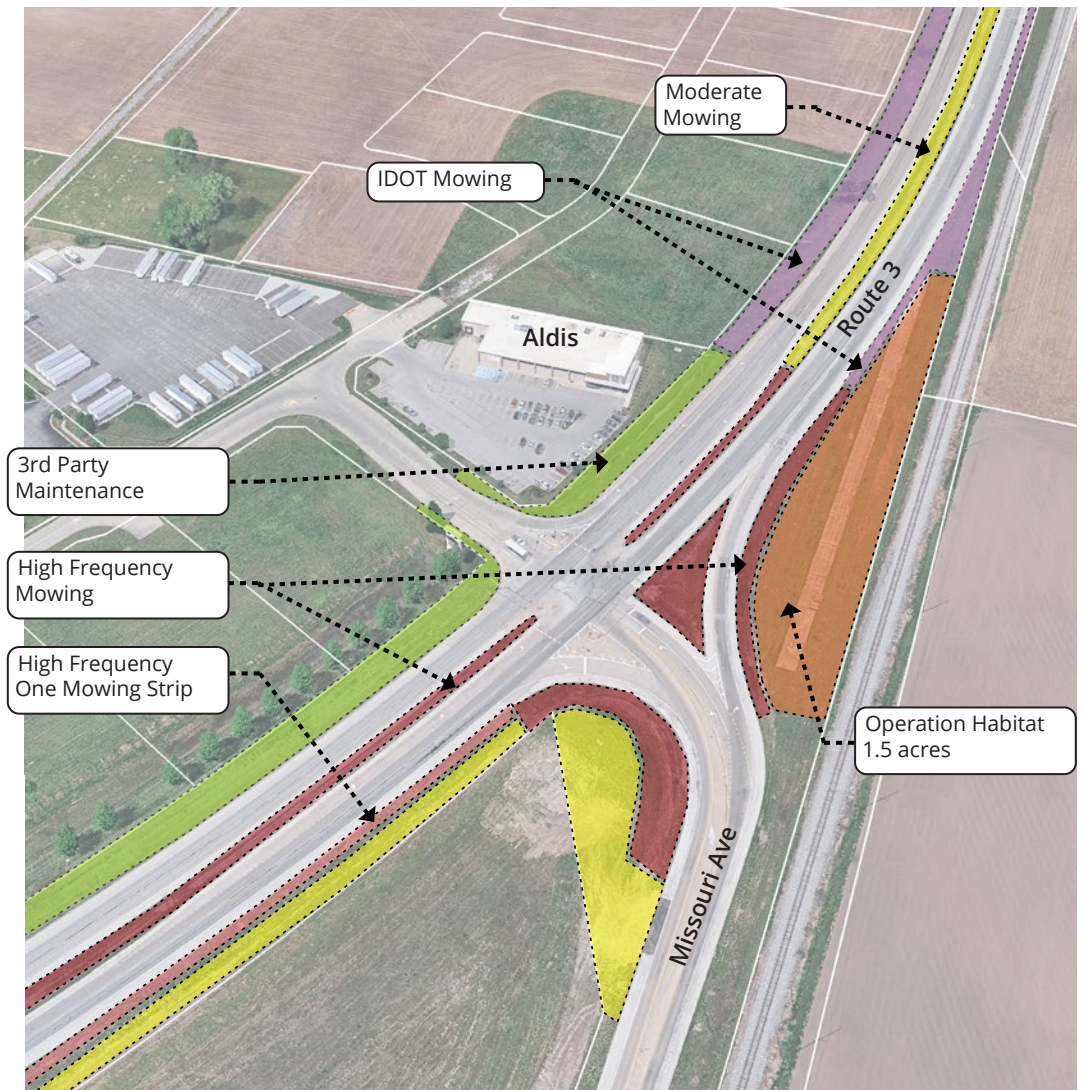 Moderate
Mowing
IDOT Mowing
Route 3
Aldis
3rd Party
Maintenance
High Frequency
Mowing
High Frequency
One Mowing Strip
Operation Habitat
1.5 acres
Missouri Ave